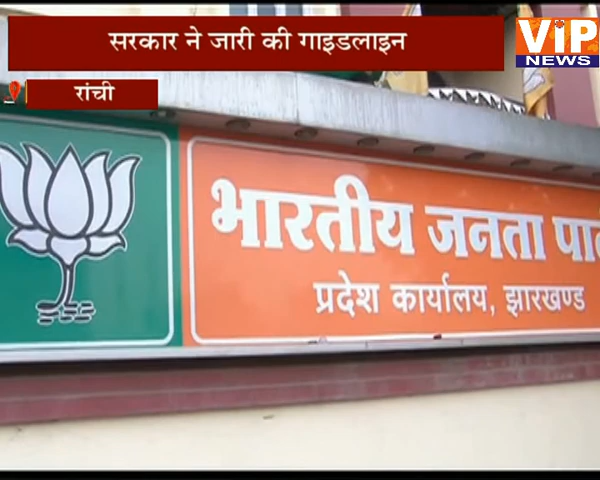 सरकार ने जारी की गाइडलाइन
ViP
NEWS
रांची
भारतीय जनता
प्रदेश कार्यालय, झारखण्ड